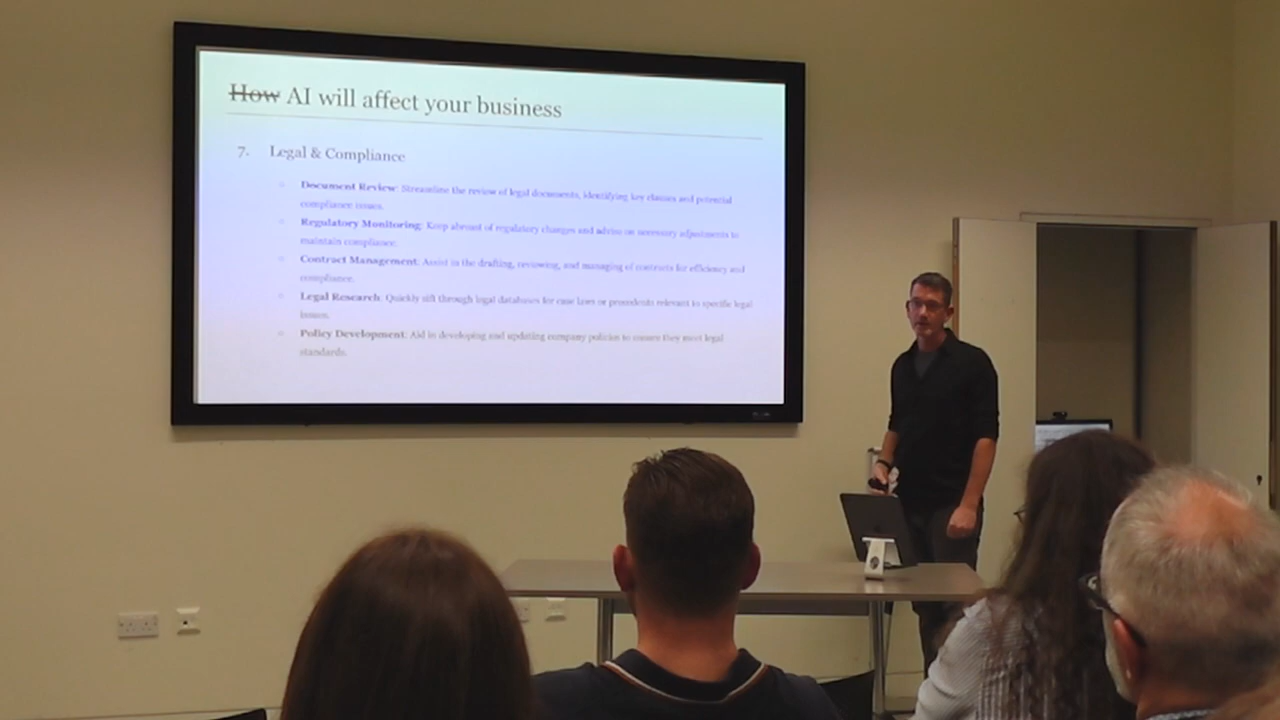 How AI will affect your business
7. Legal & Compliance
○ Document Review: Streamline the review of legal documents, identifying key clauses and potential
compliance issues.
○ Regulatory Monitoring: Keep abreast of regulatory changes and advise on necessary adjustments to
maintain compliance.
○ Contract Management: Assist in the drafting, reviewing, and managing of contracts for efficiency and
compliance.
○ Legal Research: Quickly sift through legal databases for case laws or precedents relevant to specific legal
issues.
○ Policy Development: Aid in developing and updating company policies to ensure they meet legal
standards.